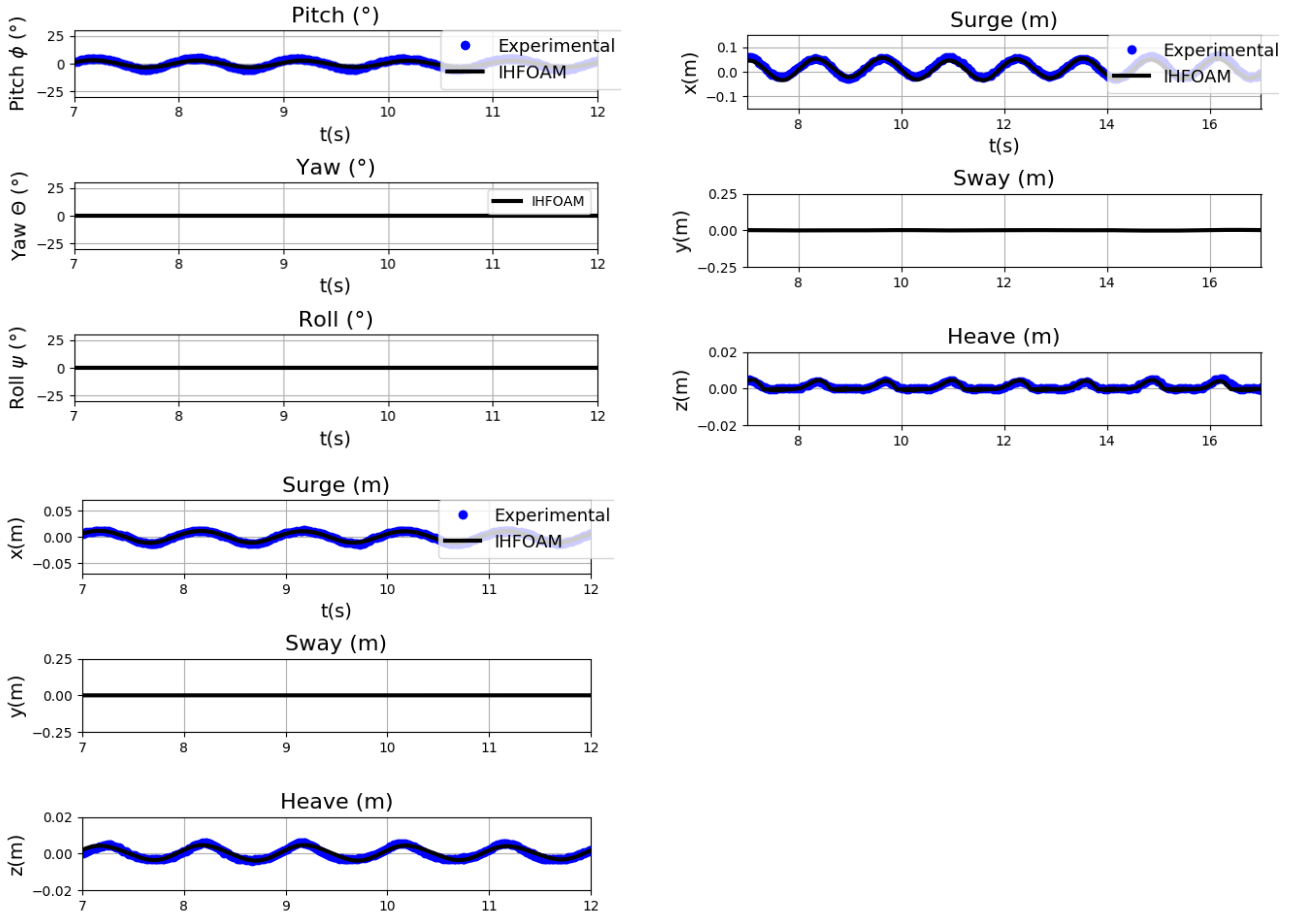 Pitch (°)
Pitch ϕ (°)
25
0
−25
Experimental
IHFOAM
7 8 9 10 11 12
t(s)
Yaw (°)
Yaw Θ (°)
25
0
−25
IHFOAM
7 8 9 10 11 12
t(s)
Roll (°)
Roll ψ (°)
25
0
−25
7 8 9 10 11 12
t(s)
Surge (m)
x(m)
0.05
0.00
−0.05
Experimental
IHFOAM
7 8 9 10 11 12
t(s)
Sway (m)
y(m)
0.25
0.00
−0.25
7 8 9 10 11 12
Heave (m)
z(m)
0.02
0.00
−0.02
7 8 9 10 11 12
Surge (m)
x(m)
0.1
0.0
−0.1
Experimental
IHFOAM
8 10 12 14 16
t(s)
Sway (m)
y(m)
0.25
0.00
−0.25
8 10 12 14 16
Heave (m)
z(m)
0.02
0.00
−0.02
8 10 12 14 16